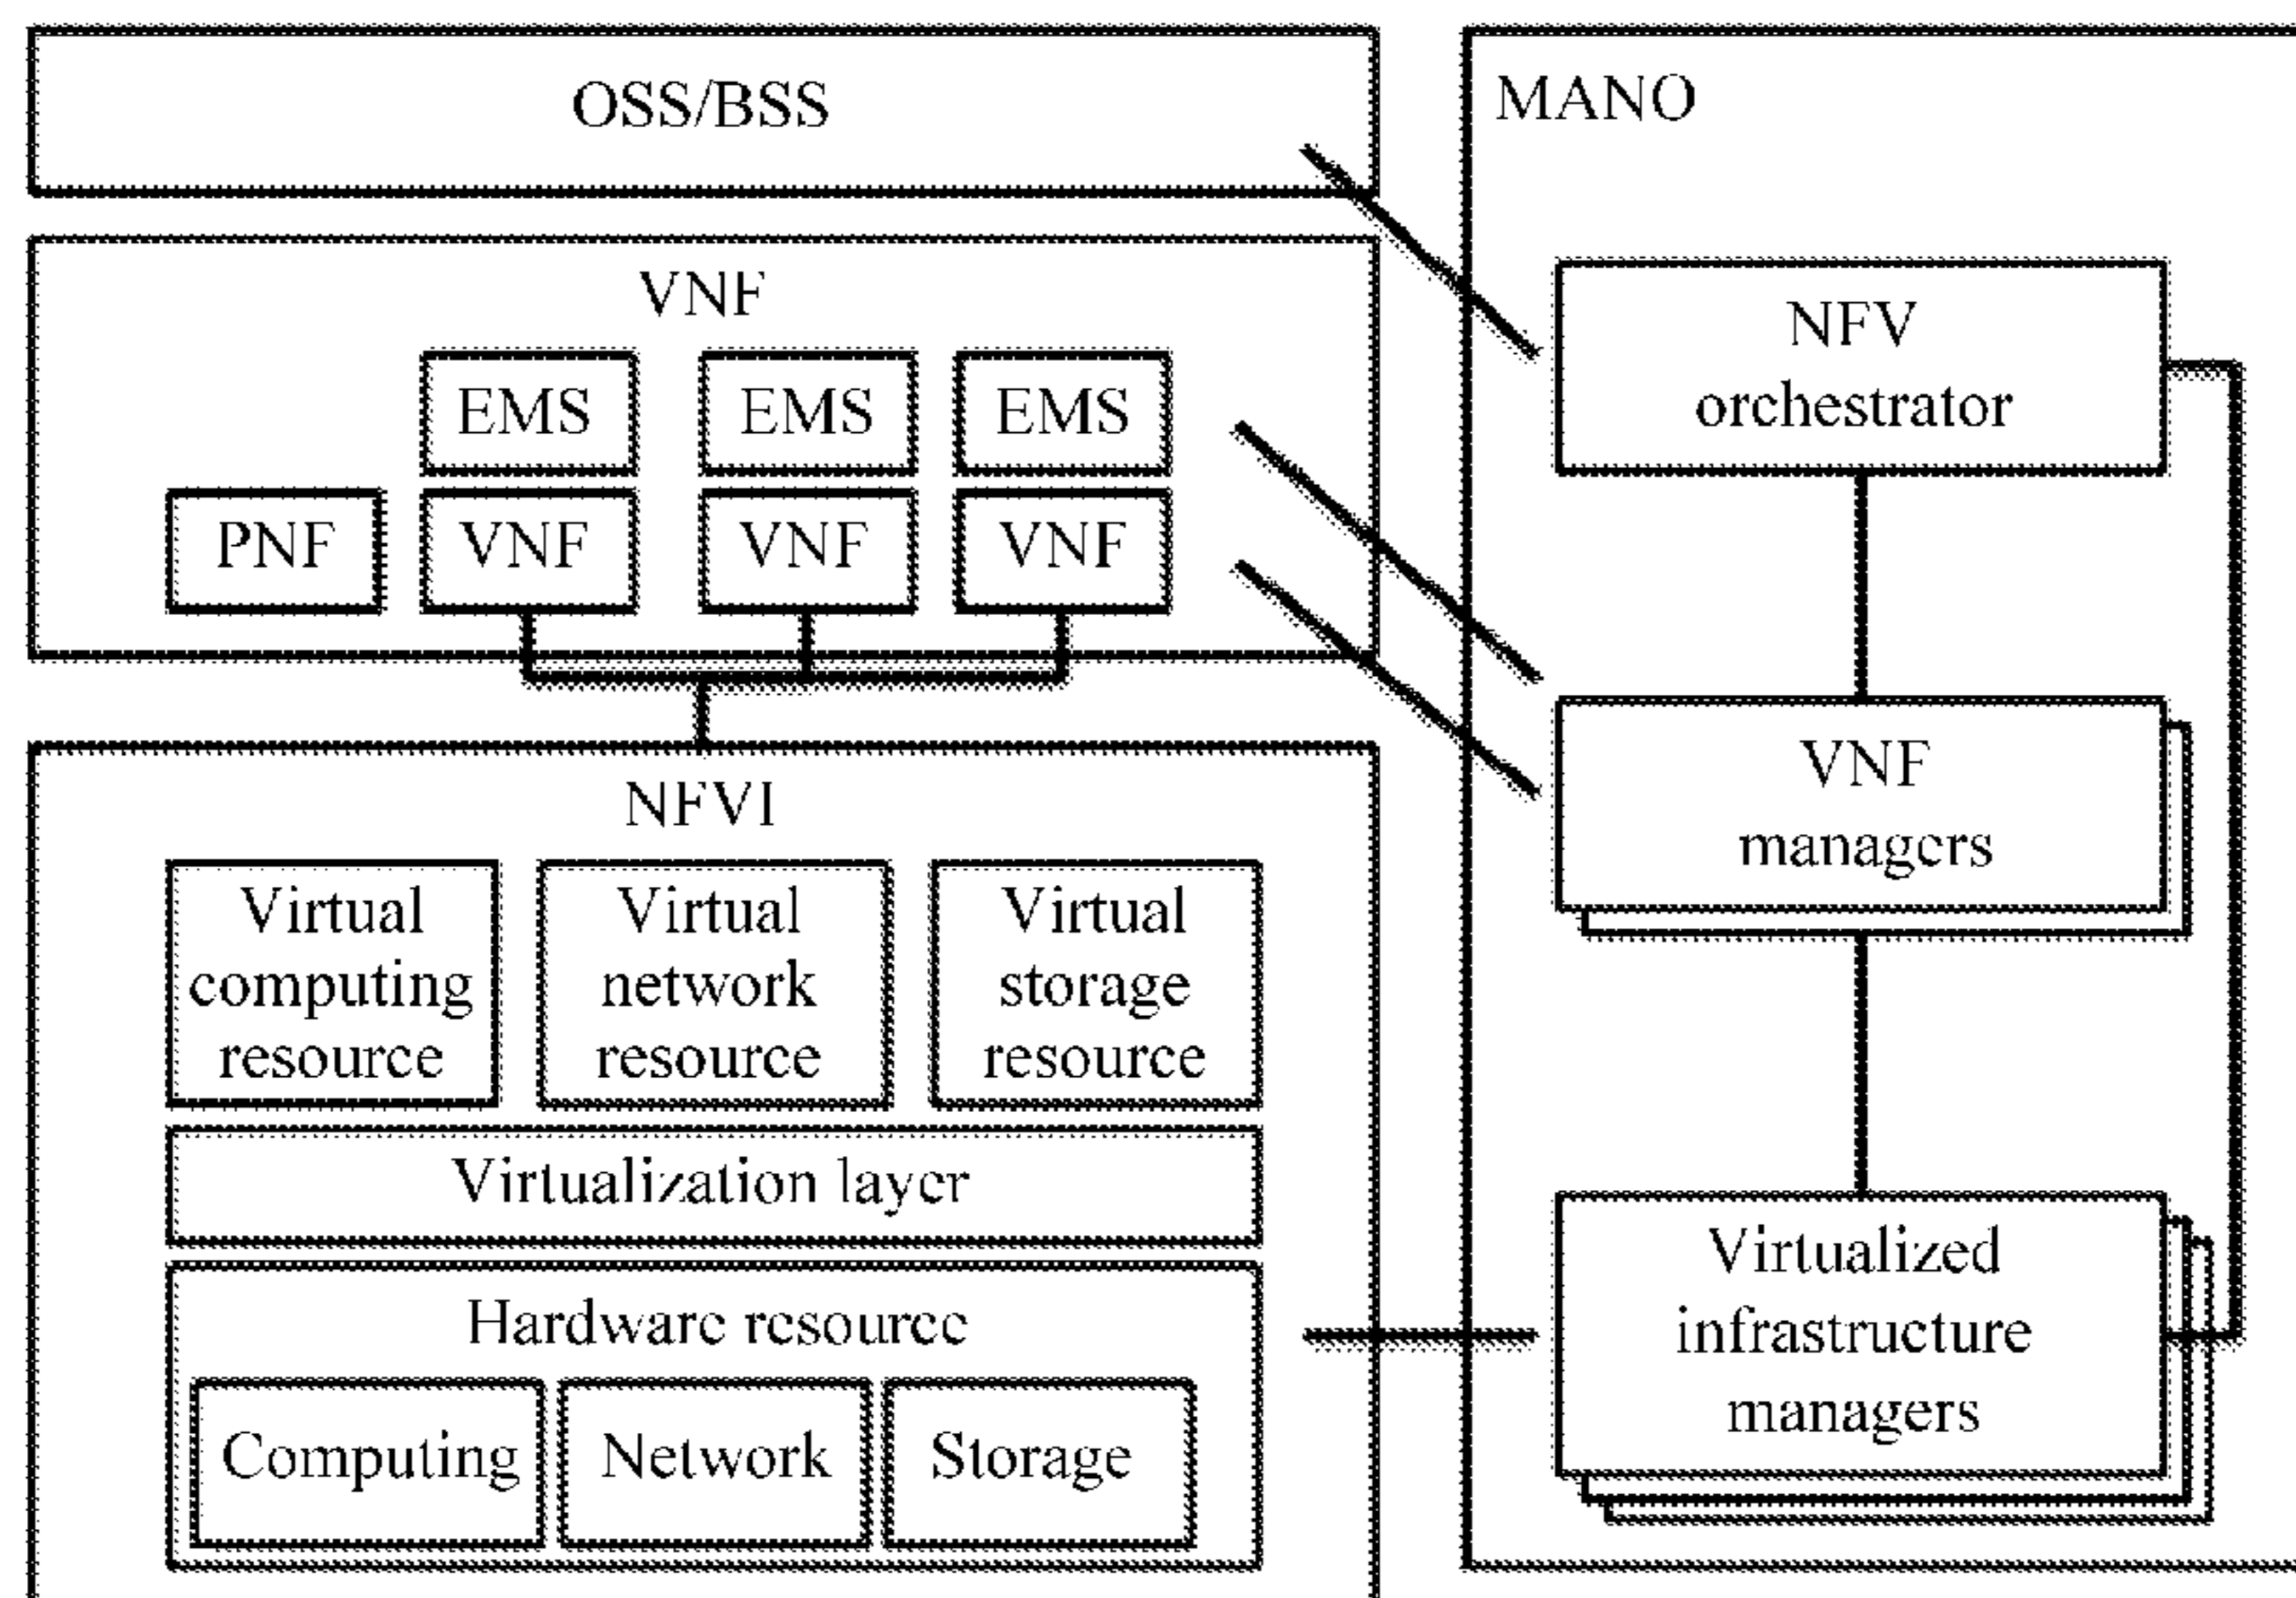 OSS/BSS
VNF
EMS
EMS
EMS
PNF
VNF
VNF
VNF
NFVI
Virtual
computing
resource
Virtual
network
resource
Virtual
storage
resource
Virtualization layer
Hardware resource
Computing
Network
Storage
MANO
NFV
orchestrator
VNF
managers
Virtualized
infrastructure
managers